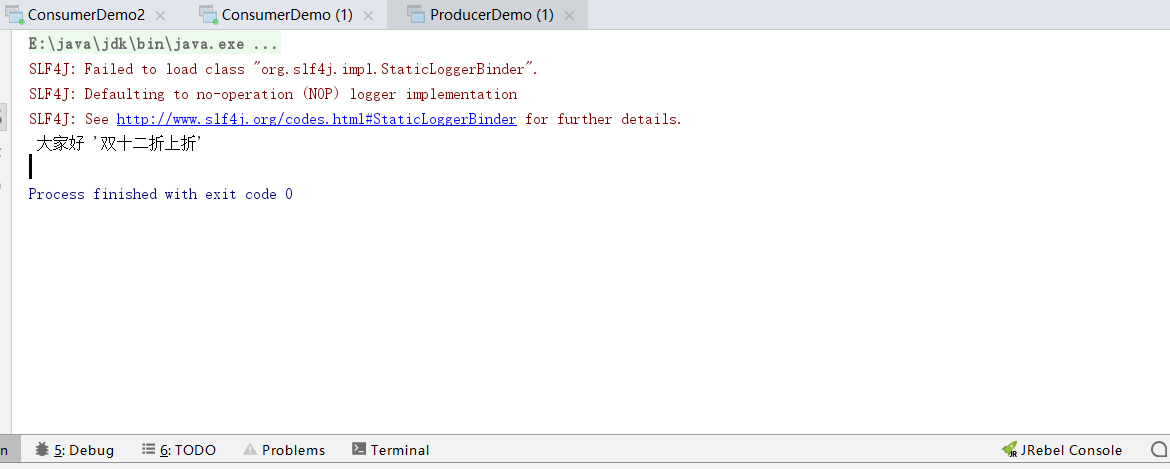 ConsumerDemo2 ConsumerDemo (1) ProducerDemo (1)
E:\java\jdk\bin\java.exe ...
SLF4J: Failed to load class "org.slf4j.impl.StaticLoggerBinder".
SLF4J: Defaulting to no-operation (NOP) logger implementation
SLF4J: See http://www.slf4j.org/codes.html#StaticLoggerBinder for further details.
大家好 '双十二折上折'
Process finished with exit code 0
n 5: Debug 6: TODO Problems Terminal JRebel Console